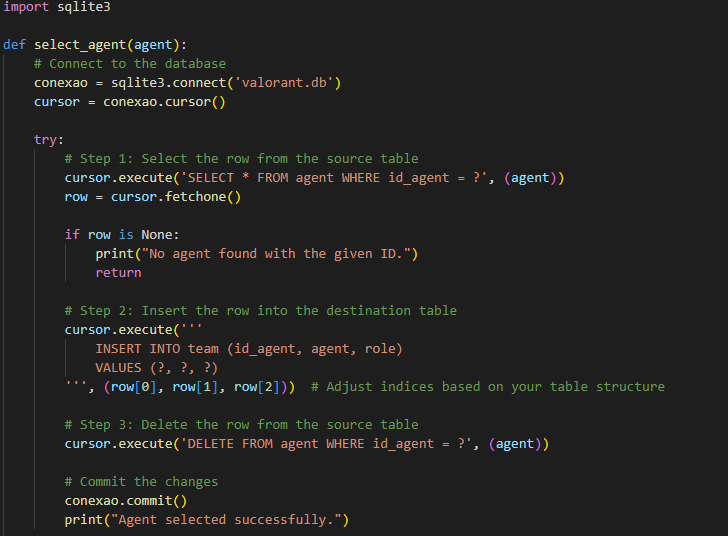 import sqlite3
def select_agent(agent):
# Connect to the database
conexao = sqlite3.connect('valorant.db')
cursor = conexao.cursor()
try:
# Step 1: Select the row from the source table
cursor.execute('SELECT * FROM agent WHERE id_agent = ?', (agent))
row = cursor.fetchone()
if row is None:
print("No agent found with the given ID.")
return
# Step 2: Insert the row into the destination table
cursor.execute('''
INSERT INTO team (id_agent, agent, role)
VALUES (?, ?, ?)
''', (row[0], row[1], row[2]))  # Adjust indices based on your table structure
# Step 3: Delete the row from the source table
cursor.execute('DELETE FROM agent WHERE id_agent = ?', (agent))
# Commit the changes
conexao.commit()
print("Agent selected successfully.")